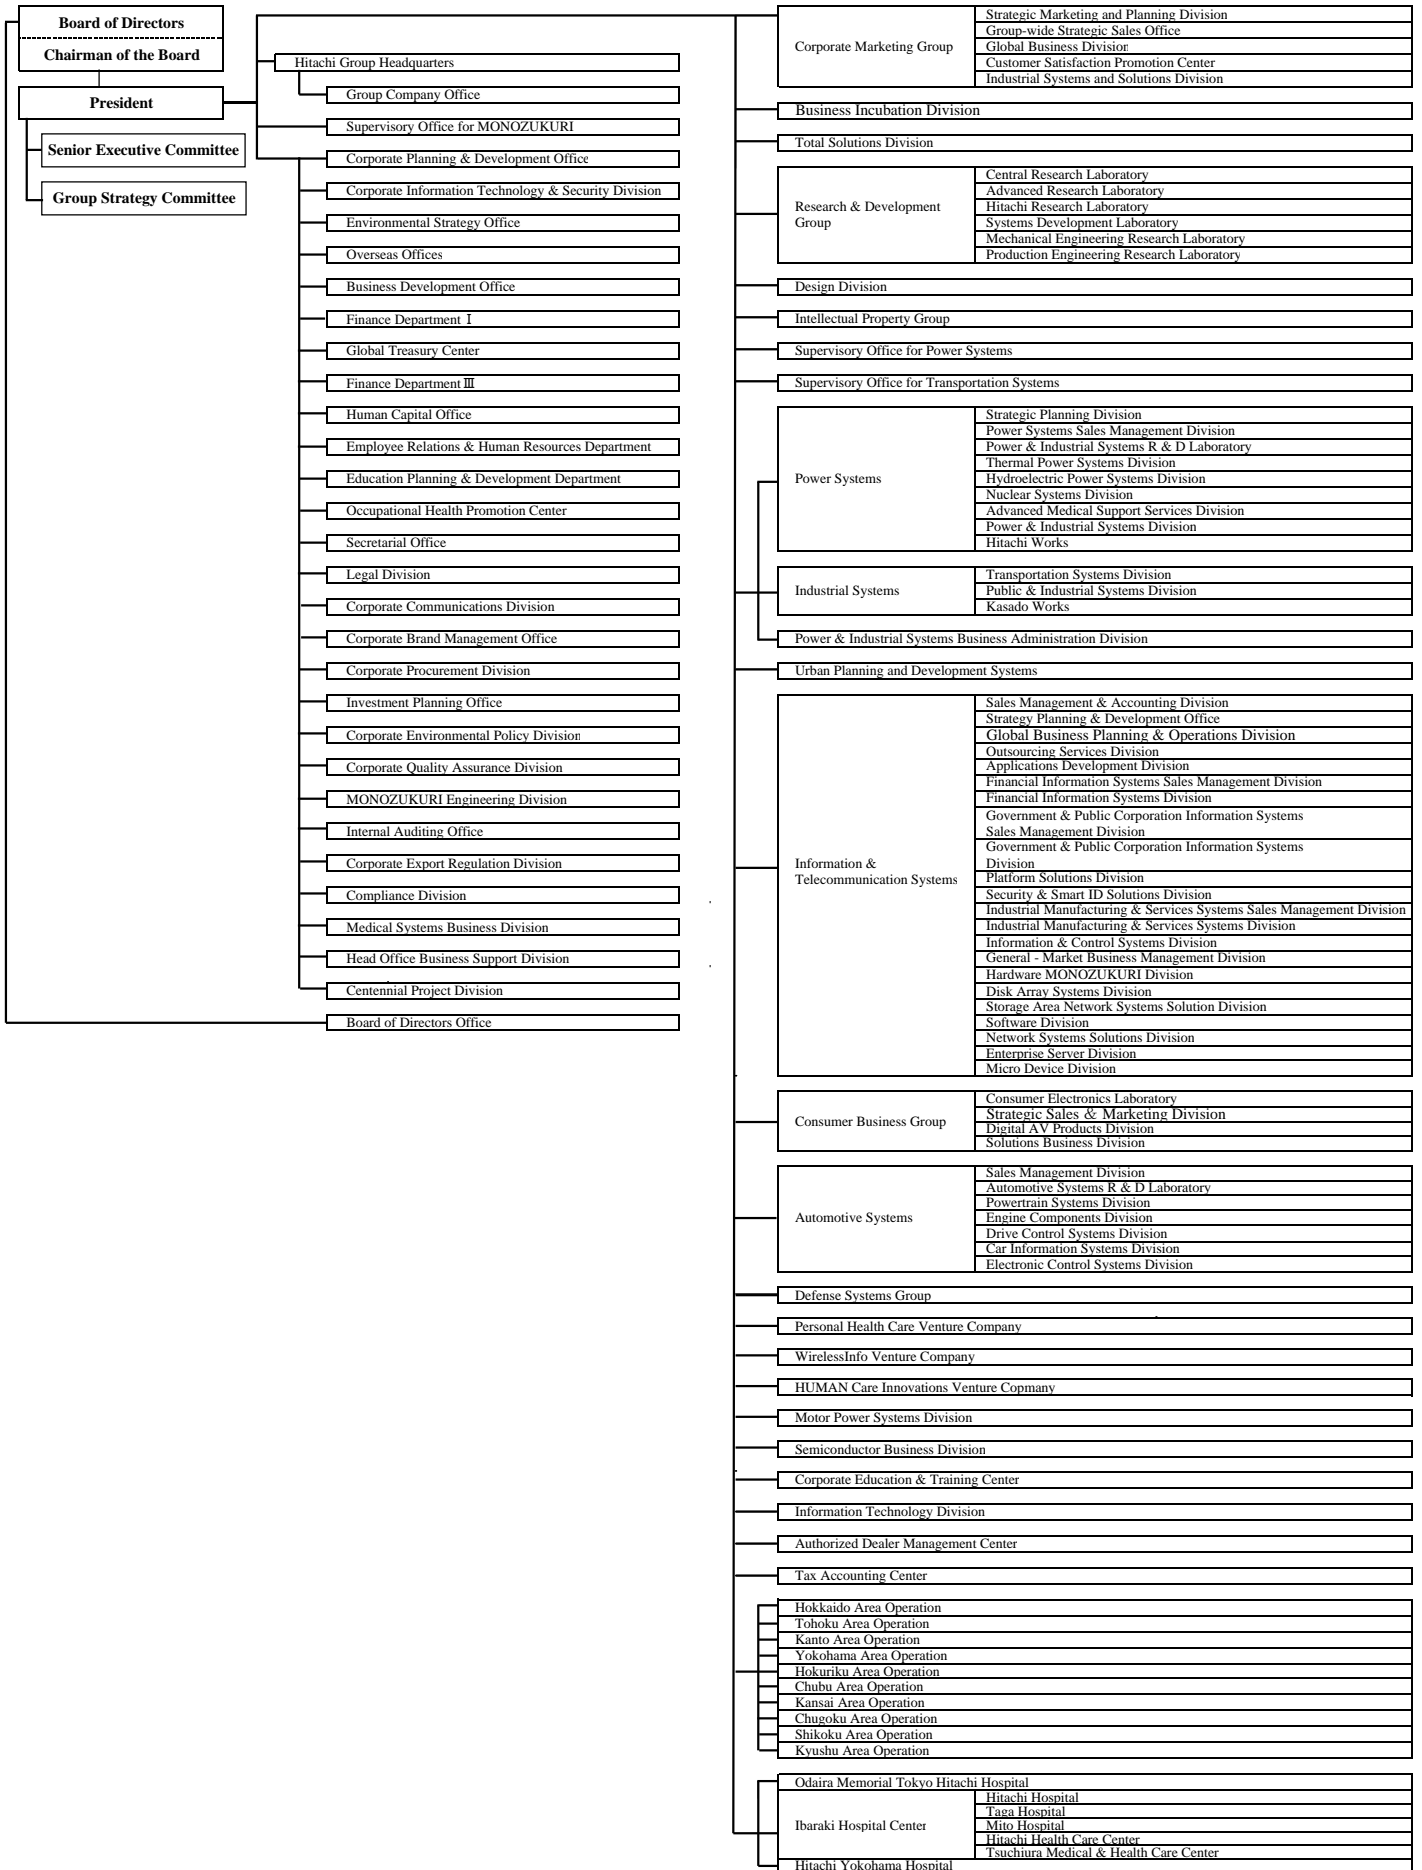 Board of Directors
Chairman of the Board
President
Senior Executive Committee
Group Strategy Committee
Hitachi Group Headquarters
Group Company Office
Supervisory Office for MONOZUKURI
Corporate Planning & Development Office
Corporate Information Technology & Security Division
Environmental Strategy Office
Overseas Offices
Business Development Office
Finance Department Ⅰ
Global Treasury Center
Finance Department Ⅲ
Human Capital Office
Employee Relations & Human Resources Department
Education Planning & Development Department
Occupational Health Promotion Center
Secretarial Office
Legal Division
Corporate Communications Division
Corporate Brand Management Office
Corporate Procurement Division
Investment Planning Office
Corporate Environmental Policy Division
Corporate Quality Assurance Division
MONOZUKURI Engineering Division
Internal Auditing Office
Corporate Export Regulation Division
Compliance Division
Medical Systems Business Division
Head Office Business Support Division
Centennial Project Division
Board of Directors Office
Corporate Marketing Group
Strategic Marketing and Planning Division
Group-wide Strategic Sales Office
Global Business Division
Customer Satisfaction Promotion Center
Industrial Systems and Solutions Division
Business Incubation Division
Total Solutions Division
Research & Development
Group
Central Research Laboratory
Advanced Research Laboratory
Hitachi Research Laboratory
Systems Development Laboratory
Mechanical Engineering Research Laboratory
Production Engineering Research Laboratory
Design Division
Intellectual Property Group
Supervisory Office for Power Systems
Supervisory Office for Transportation Systems
Power Systems
Strategic Planning Division
Power Systems Sales Management Division
Power & Industrial Systems R & D Laboratory
Thermal Power Systems Division
Hydroelectric Power Systems Division
Nuclear Systems Division
Advanced Medical Support Services Division
Power & Industrial Systems Division
Hitachi Works
Industrial Systems
Transportation Systems Division
Public & Industrial Systems Division
Kasado Works
Power & Industrial Systems Business Administration Division
Urban Planning and Development Systems
Information &
Telecommunication Systems
Sales Management & Accounting Division
Strategy Planning & Development Office
Global Business Planning & Operations Division
Outsourcing Services Division
Applications Development Division
Financial Information Systems Sales Management Division
Financial Information Systems Division
Government & Public Corporation Information Systems
Sales Management Division
Government & Public Corporation Information Systems
Division
Platform Solutions Division
Security & Smart ID Solutions Division
Industrial Manufacturing & Services Systems Sales Management Division
Industrial Manufacturing & Services Systems Division
Information & Control Systems Division
General - Market Business Management Division
Hardware MONOZUKURI Division
Disk Array Systems Division
Storage Area Network Systems Solution Division
Software Division
Network Systems Solutions Division
Enterprise Server Division
Micro Device Division
Consumer Business Group
Consumer Electronics Laboratory
Strategic Sales & Marketing Division
Digital AV Products Division
Solutions Business Division
Automotive Systems
Sales Management Division
Automotive Systems R & D Laboratory
Powertrain Systems Division
Engine Components Division
Drive Control Systems Division
Car Information Systems Division
Electronic Control Systems Division
Defense Systems Group
Personal Health Care Venture Company
WirelessInfo Venture Company
HUMAN Care Innovations Venture Copmany
Motor Power Systems Division
Semiconductor Business Division
Corporate Education & Training Center
Information Technology Division
Authorized Dealer Management Center
Tax Accounting Center
Hokkaido Area Operation
Tohoku Area Operation
Kanto Area Operation
Yokohama Area Operation
Hokuriku Area Operation
Chubu Area Operation
Kansai Area Operation
Chugoku Area Operation
Shikoku Area Operation
Kyushu Area Operation
Odaira Memorial Tokyo Hitachi Hospital
Ibaraki Hospital Center
Hitachi Hospital
Taga Hospital
Mito Hospital
Hitachi Health Care Center
Tsuchiura Medical & Health Care Center
Hitachi Yokohama Hospital